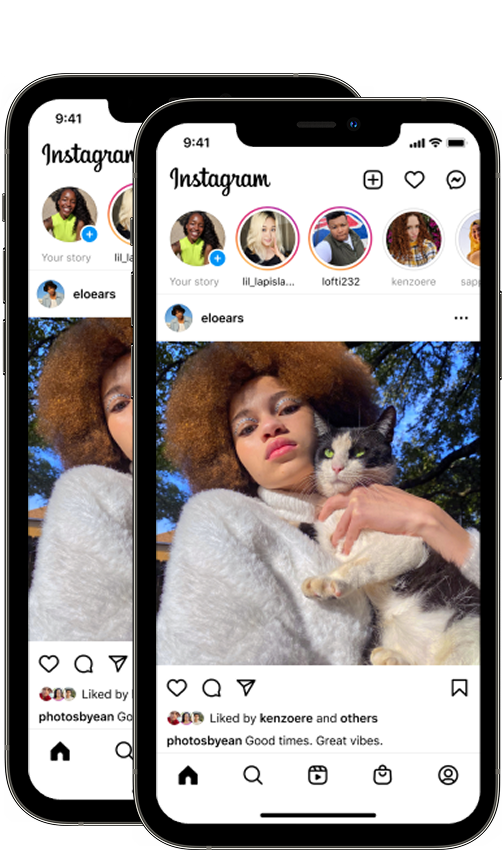 9:41
Instagram
Your story
lil_
eloears
Liked by
photosbyean Go
9:41
Instagram
Your story lil_lapisla... lofti232 kenzoere sapp
eloears
Liked by kenzoere and others
photosbyean Good times. Great vibes.